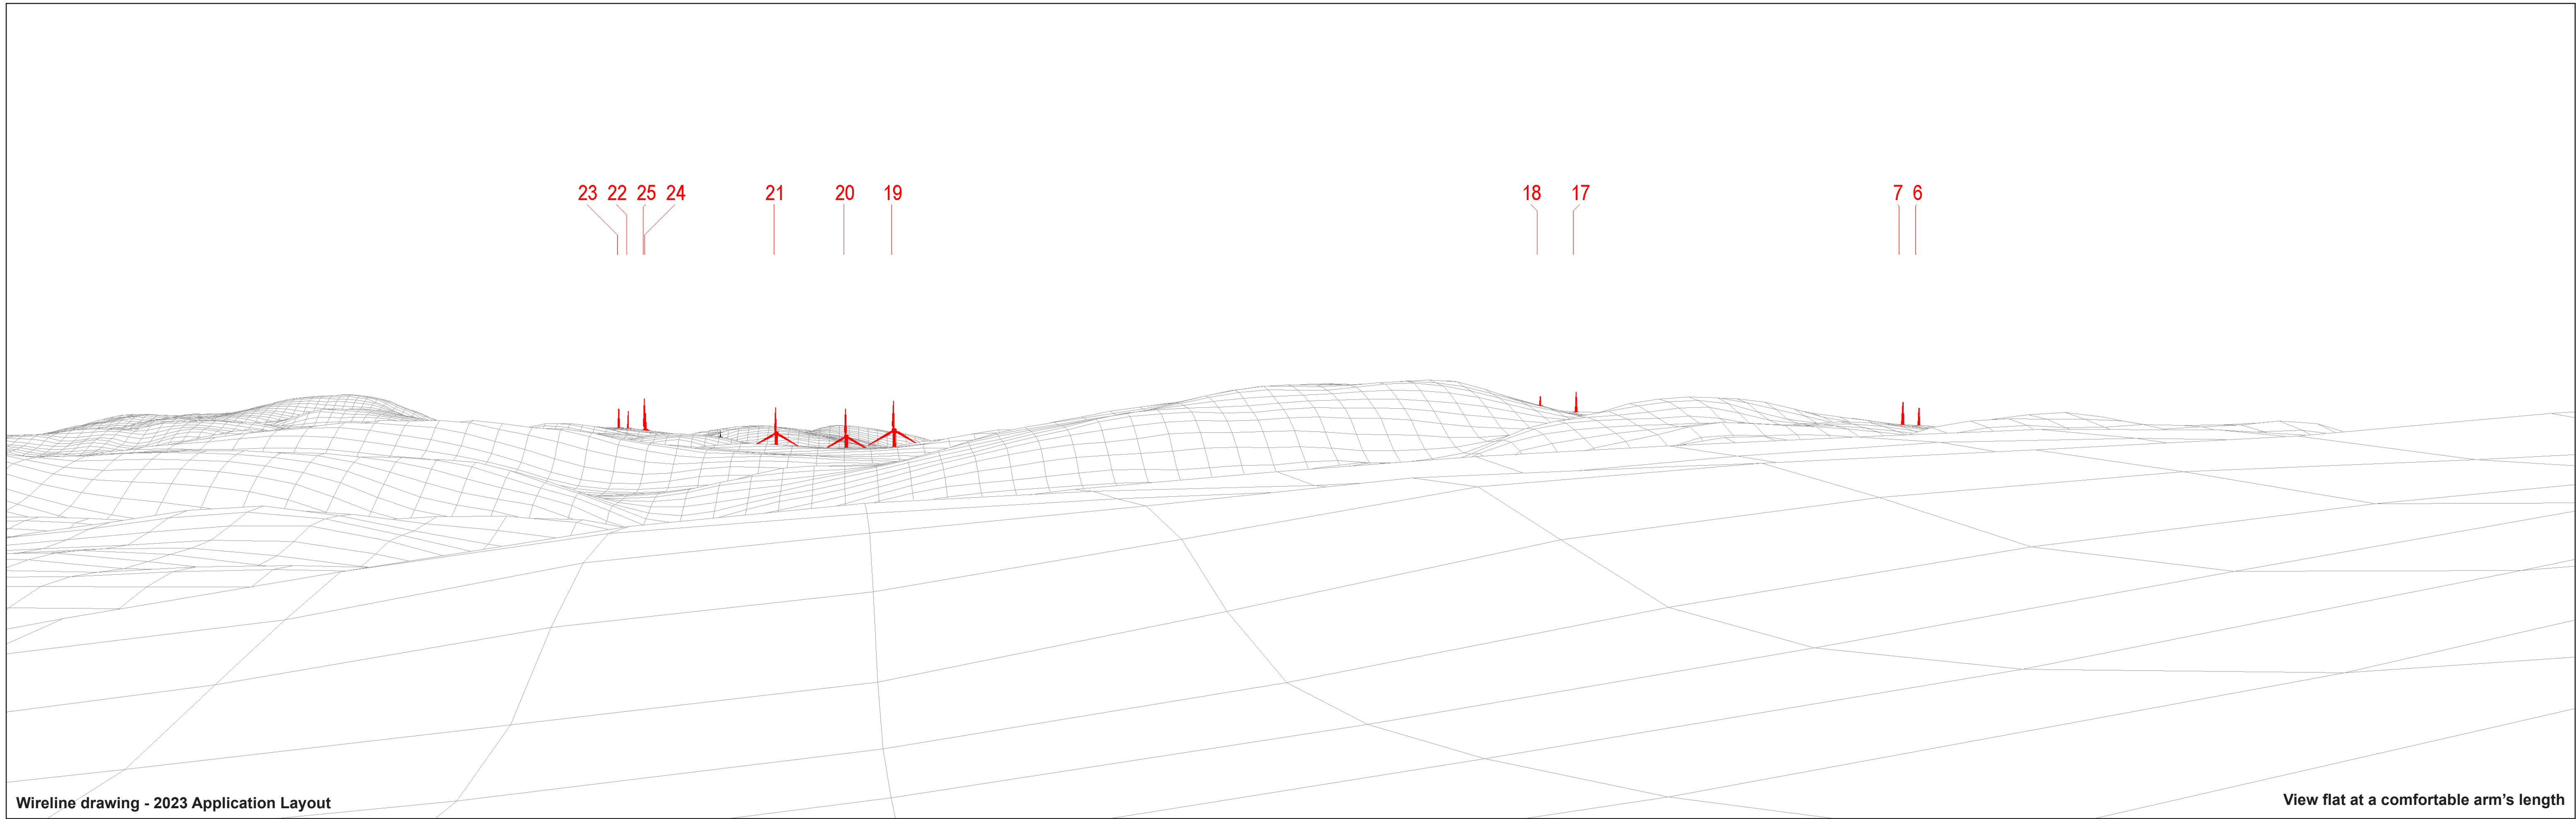 23 22 25 24 21 20 19 18 17 7 6
1
Wireline drawing - 2023 Application Layout
View flat at a comfortable arm's length